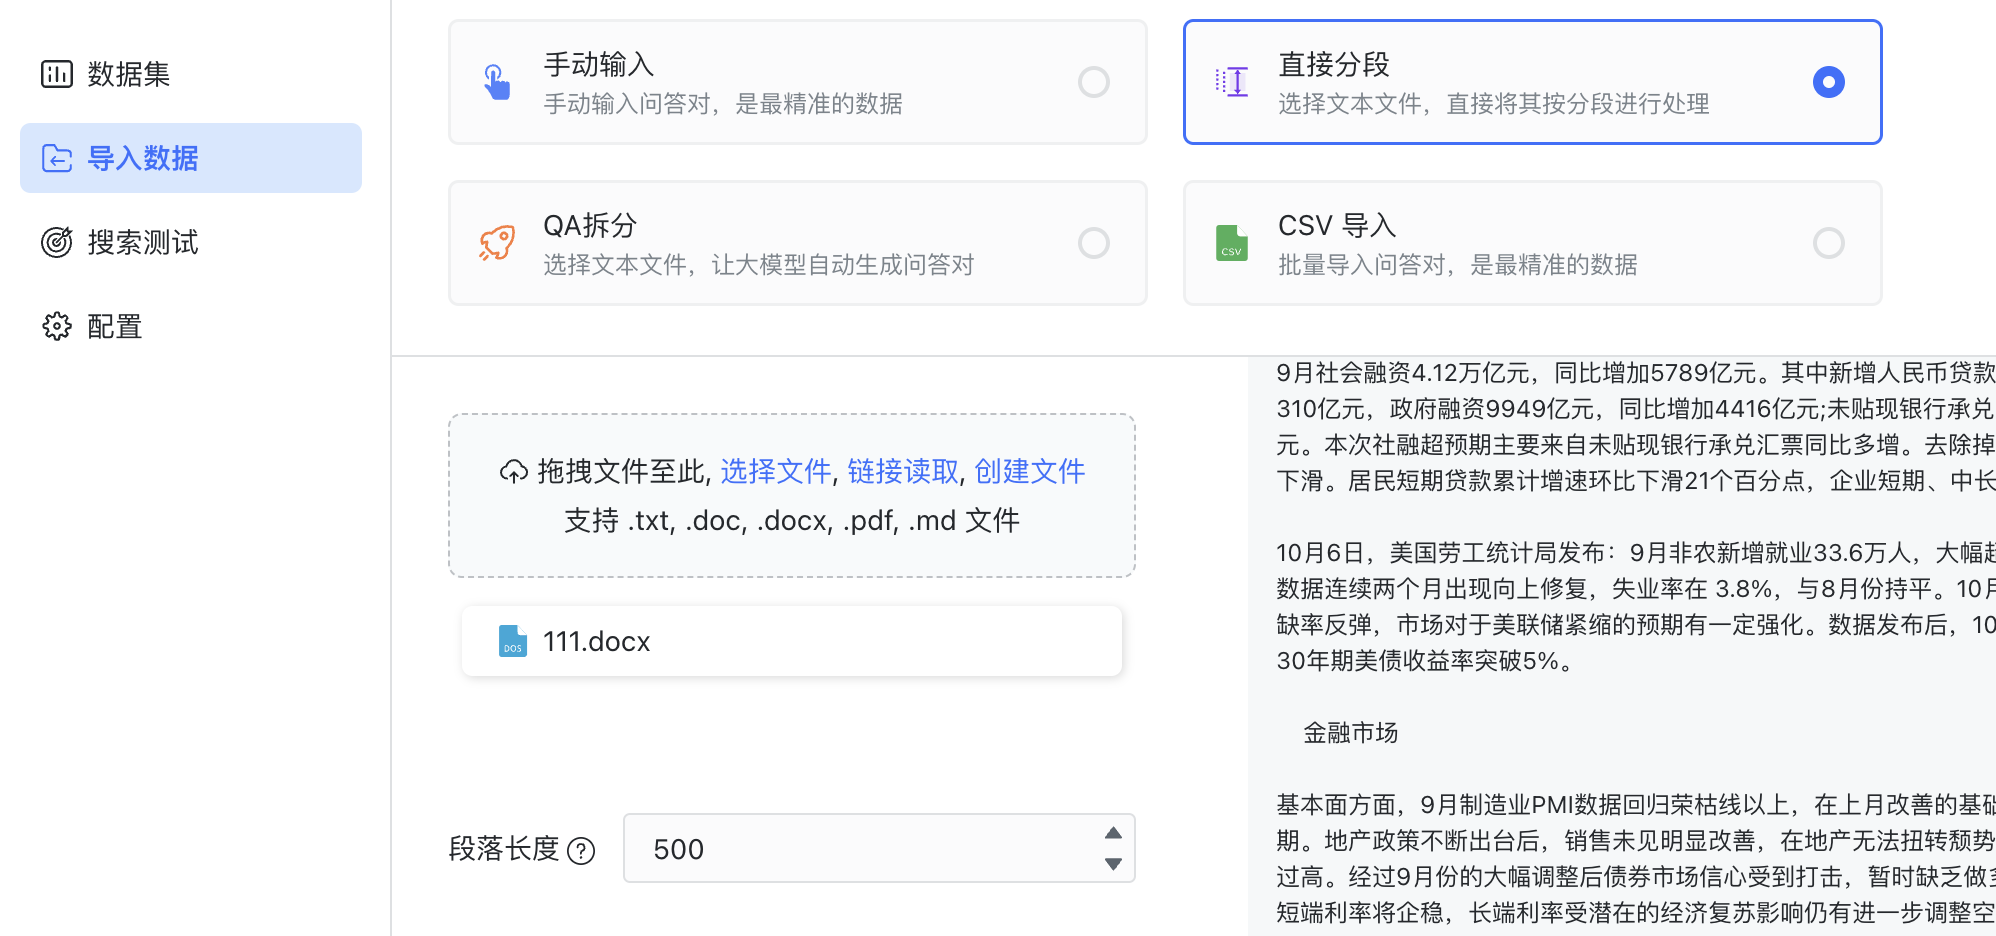 数据集
导入数据
搜索测试
配置
手动输入
手动输入问答对，是最精准的数据
直接分段
选择文本文件，直接将其按分段进行处理
QA拆分
选择文本文件，让大模型自动生成问答对
CSV
CSV 导入
批量导入问答对，是最精准的数据
拖拽文件至此, 选择文件, 链接读取, 创建文件
支持 .txt, .doc, .docx, .pdf, .md 文件
DOS
111.docx
段落长度 ?
500
9月社会融资4.12万亿元，同比增加5789亿元。其中新增人民币贷款
310亿元，政府融资9949亿元，同比增加4416亿元;未贴现银行承兑
元。本次社融超预期主要来自未贴现银行承兑汇票同比多增。去除掉
下滑。居民短期贷款累计增速环比下滑21个百分点，企业短期、中长
10月6日，美国劳工统计局发布：9月非农新增就业33.6万人，大幅超
数据连续两个月出现向上修复，失业率在 3.8%，与8月份持平。10月
缺率反弹，市场对于美联储紧缩的预期有一定强化。数据发布后，10
30年期美债收益率突破5%。
金融市场
基本面方面，9月制造业PMI数据回归荣枯线以上，在上月改善的基础
期。地产政策不断出台后，销售未见明显改善，在地产无法扭转颓势
过高。经过9月份的大幅调整后债券市场信心受到打击，暂时缺乏做多
短端利率将企稳，长端利率受潜在的经济复苏影响仍有进一步调整空